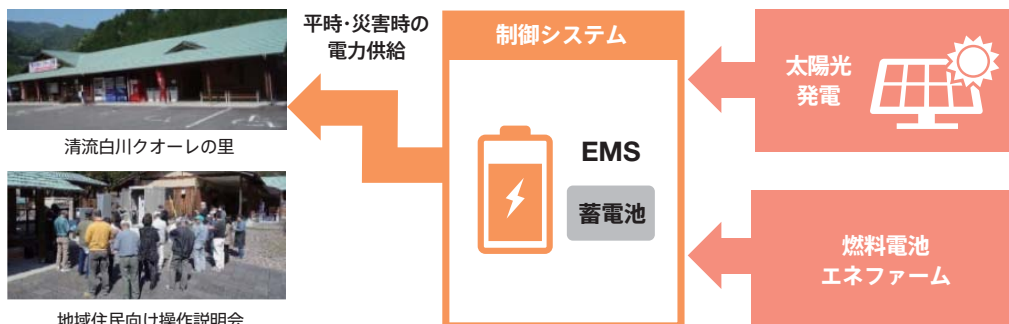 平時・災害時の
電力供給
制御システム
太陽光
発電
清流白川クオーレの里
EMS
蓄電池
燃料電池
エネファーム
地域住民向け操作説明会